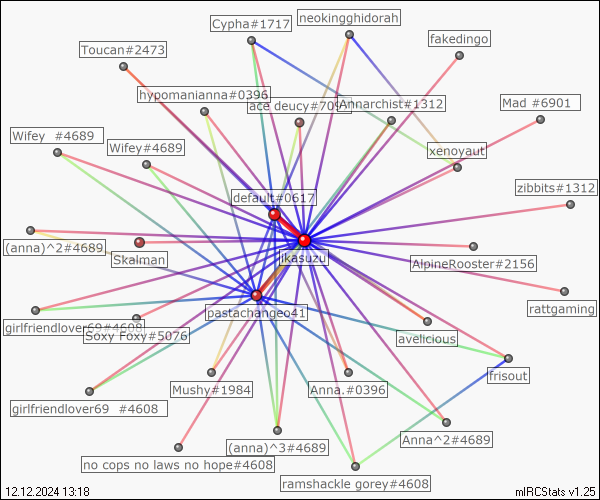 neokingghidorah
Cypha#1717
fakedingo
Toucan#2473
hypomanianna#0396
ace deucy#709
Annarchist#1312
Mad #6901
Wifey #4689
Wifey#4689
xenoyaut
zibbits#1312
default#0617
(anna)^2#4689
Skalman
ikasuzu
AlpineRooster#2156
rattgaming
pastachangeo41
girlfriendlover69#4608
Soxy Foxy#5076
avelicious
frisout
Mushy#1984
Anna.#0396
girlfriendlover69 #4608
(anna)^3#4689
Anna^2#4689
no cops no laws no hope#4608
ramshackle gorey#4608
12.12.2024 13:18
mIRCStats v1.25